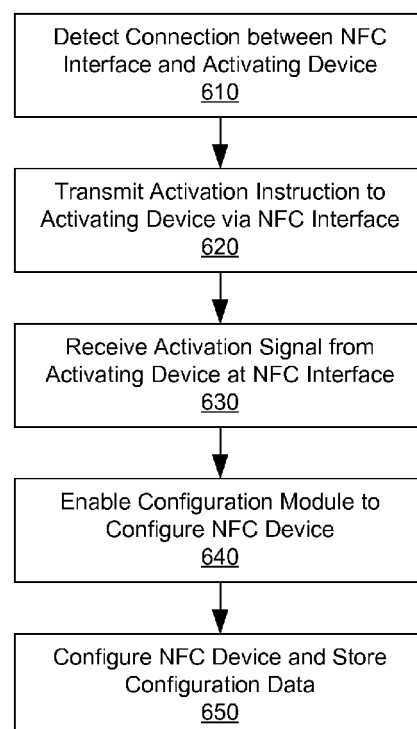 Detect Connection between NFC
Interface and Activating Device
610
Transmit Activation Instruction to
Activating Device via NFC Interface
620
Receive Activation Signal from
Activating Device at NFC Interface
630
Enable Configuration Module to
Configure NFC Device
640
Configure NFC Device and Store
Configuration Data
650